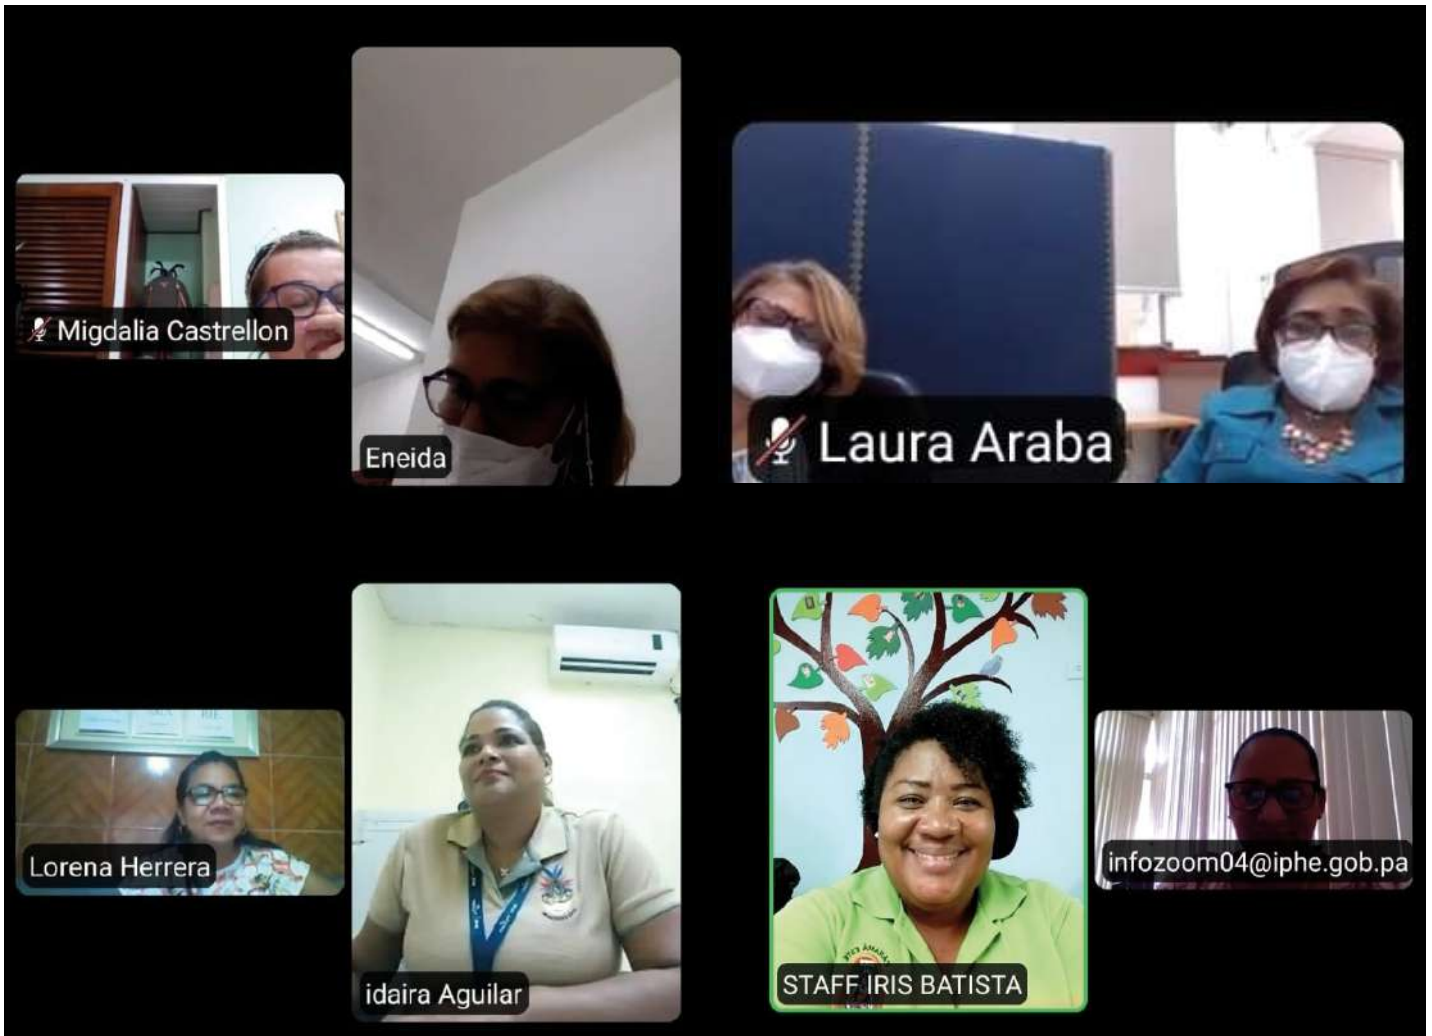 Migdalia Castrellon
Eneida
Laura Araba
Lorena Herrera
idaira Aguilar
STAFF IRIS BATISTA
infozoom04@iphe.gob.pa